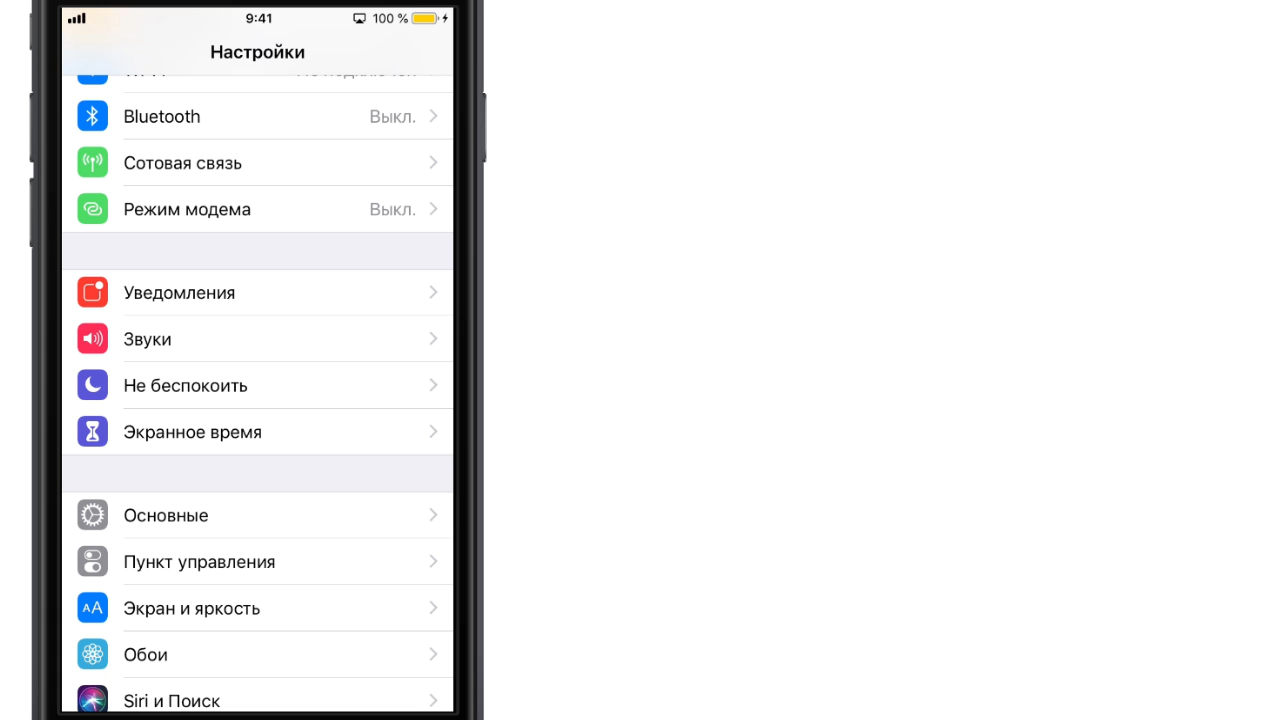 9:41 100 %
Настройки
Bluetooth Выкл.
Сотовая связь
Режим модема Выкл.
Уведомления
Звуки
Не беспокоить
Экранное время
Основные
Пункт управления
AA Экран и яркость
Обои
Siri и Поиск